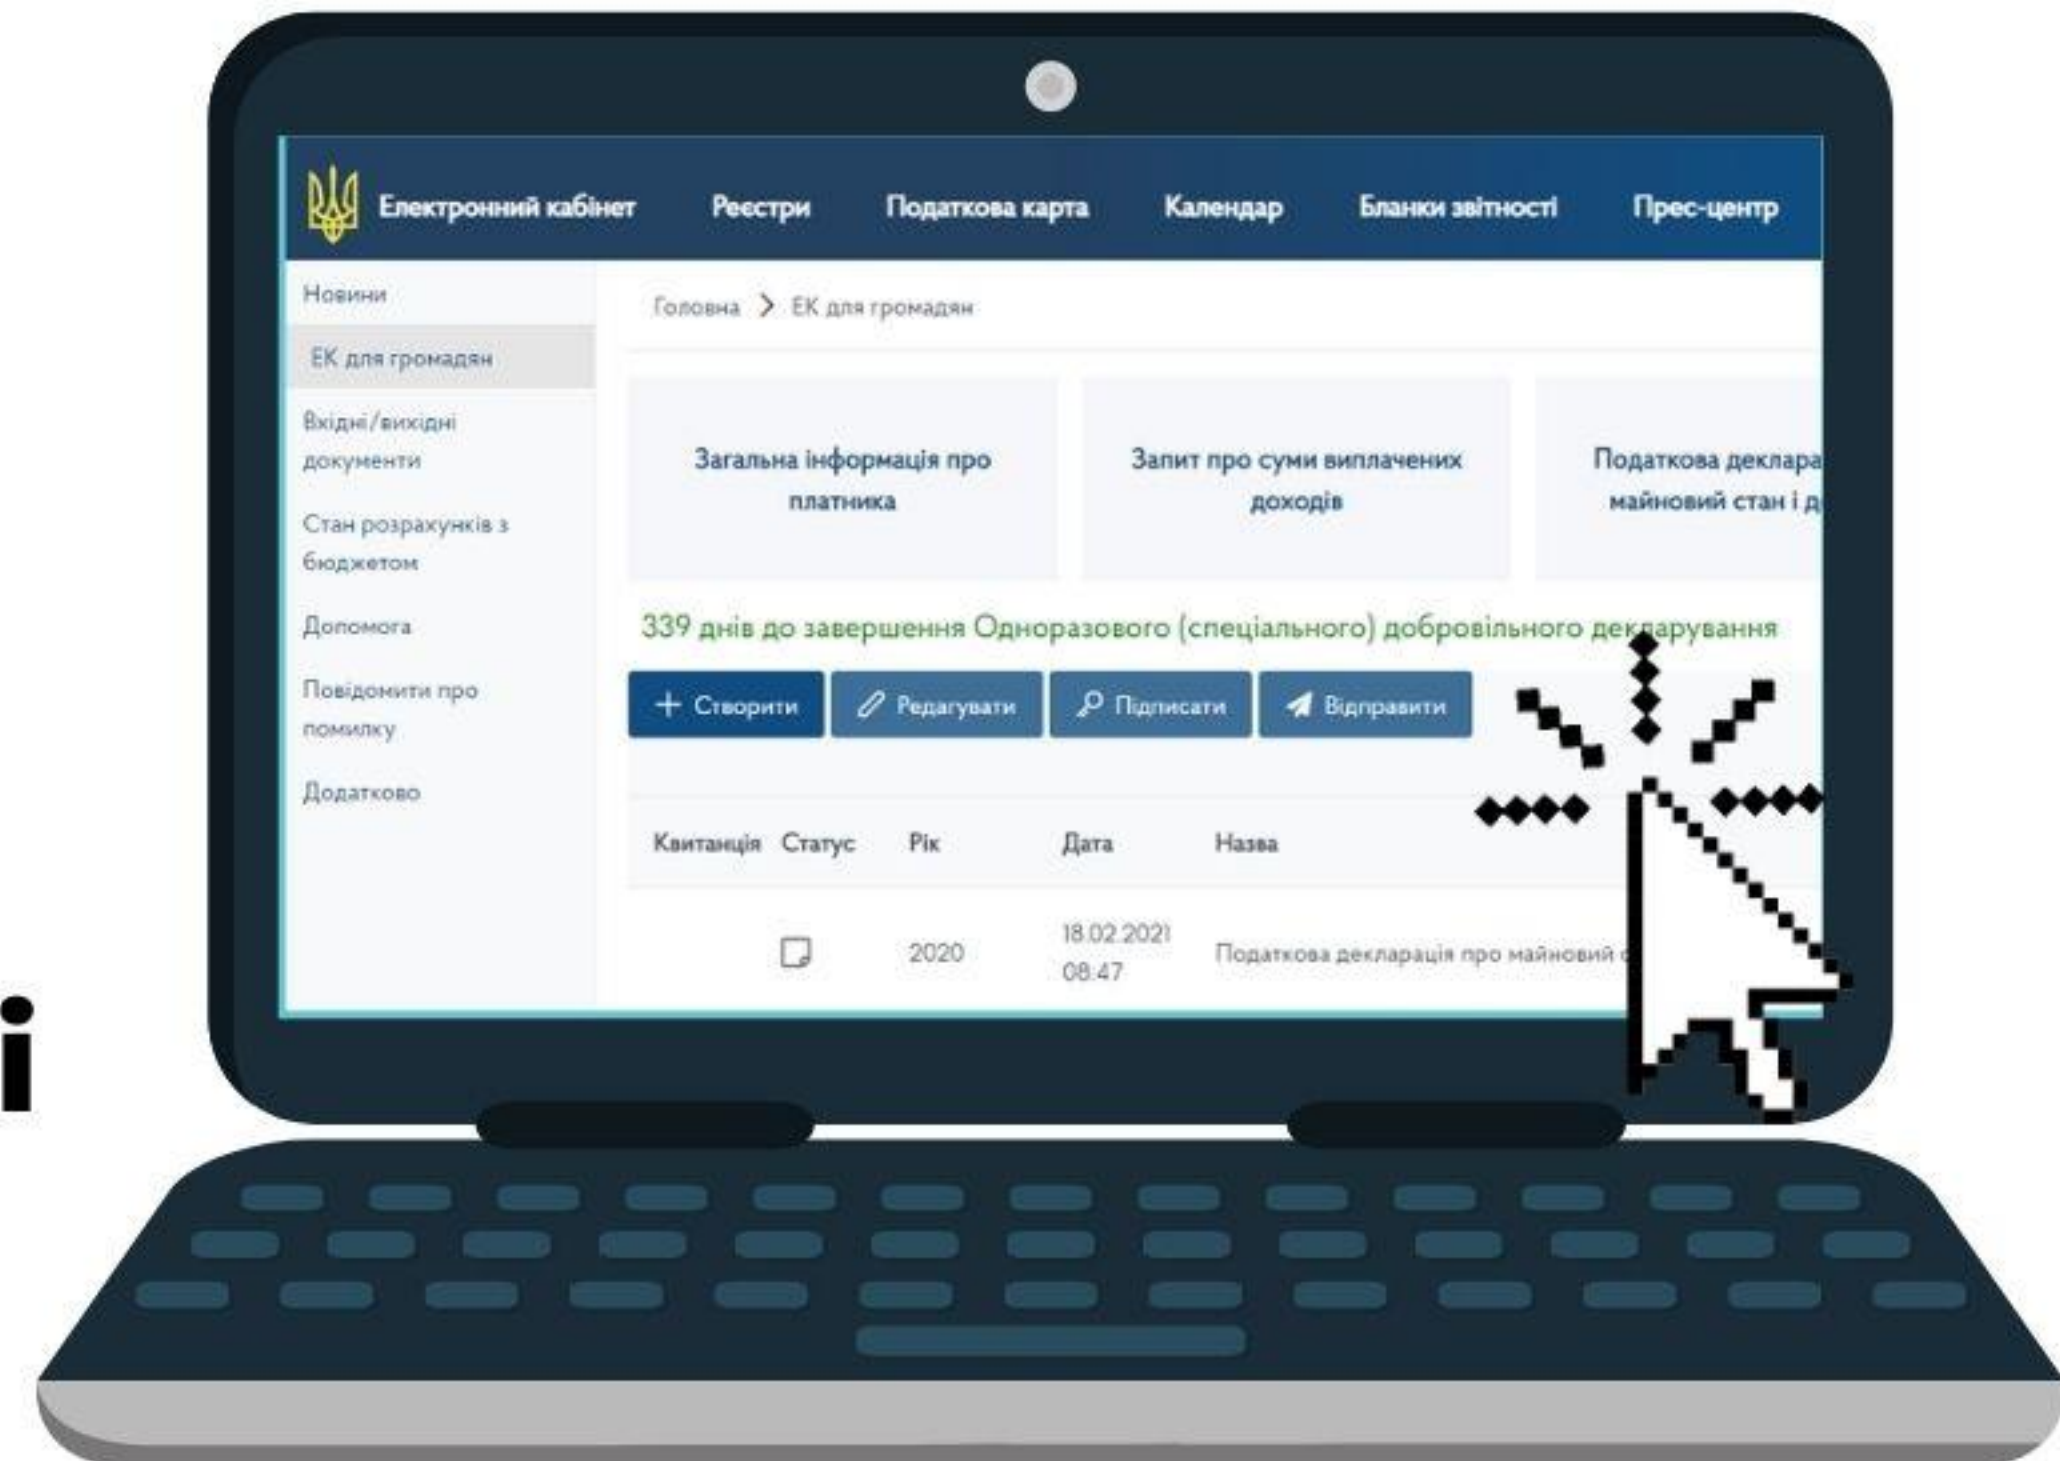 Електронний кабінет Реєстри Податкова карта Календар Бланки звітності Прес-центр
Новини
ЕК для громадян
Вхідні/вихідні
документи
Стан розрахунків з
бюджетом
Допомога
Повідомити про
помилку
Додатково
Головна > ЕК для громадян
Загальна інформація про
платника
Запит про суми виплачених
доходів
Податкова деклара
майновий стан і д
339 днів до завершення Одноразового (спеціального) добровільного декларування
+ Створити Редагувати Підписати Відправити
Квитанція Статус Рік Дата Назва
2020 18.02.2021 Податкова декларація про майновий
08:47
і